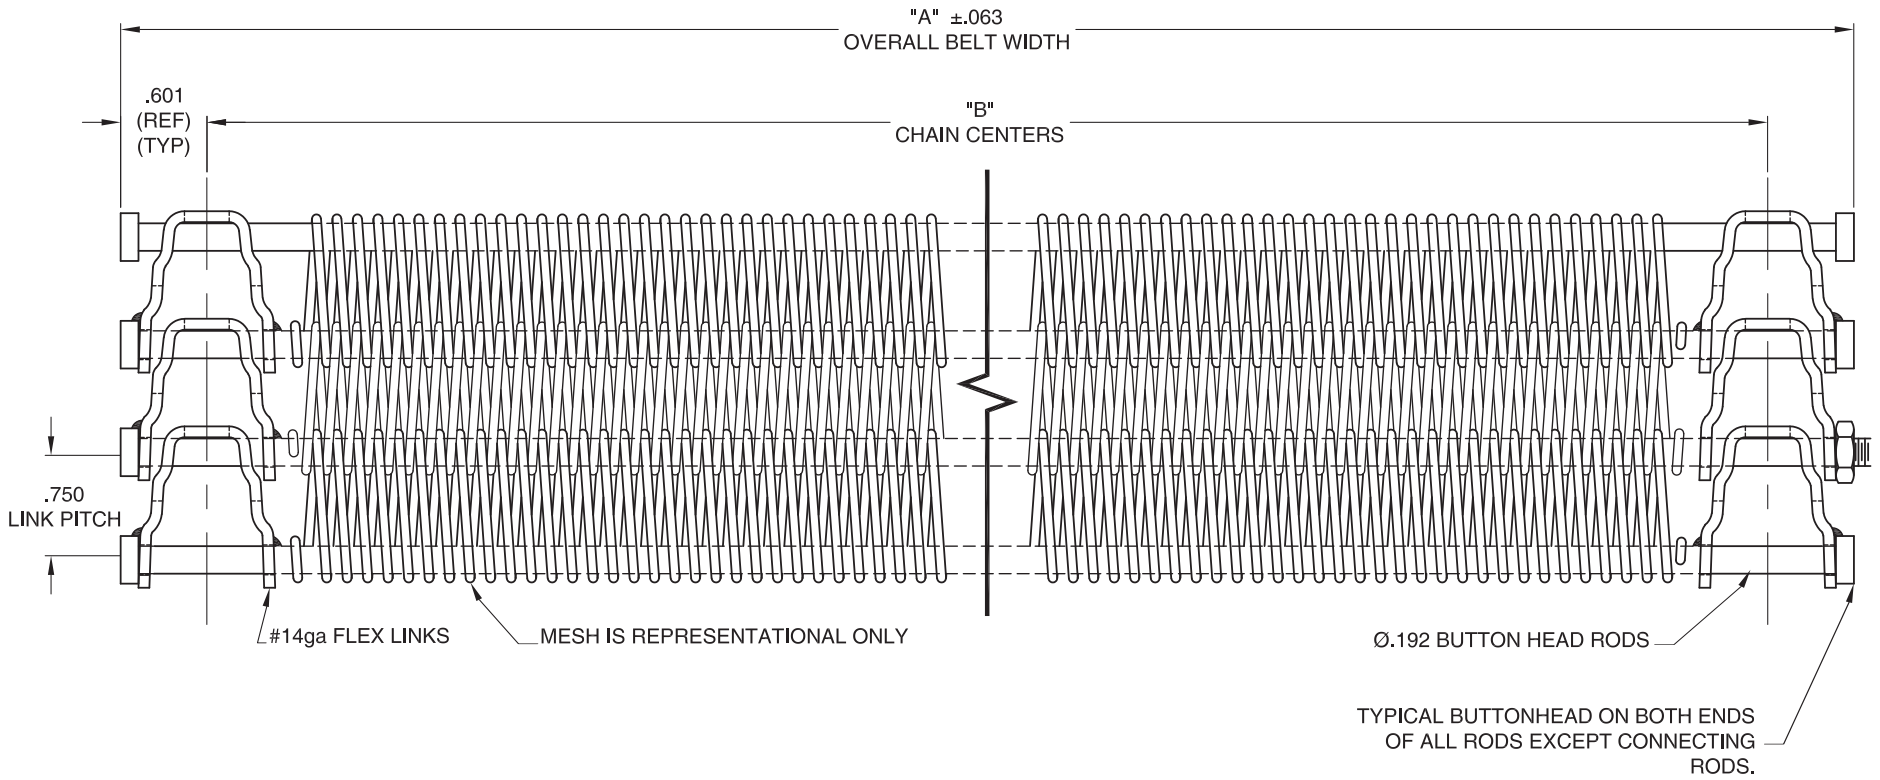 "A" ±.063
OVERALL BELT WIDTH
.601
(REF)
(TYP)
"B"
CHAIN CENTERS
.750
LINK PITCH
#14ga FLEX LINKS
MESH IS REPRESENTATIONAL ONLY
Ø.192 BUTTON HEAD RODS
TYPICAL BUTTONHEAD ON BOTH ENDS
OF ALL RODS EXCEPT CONNECTING
RODS.